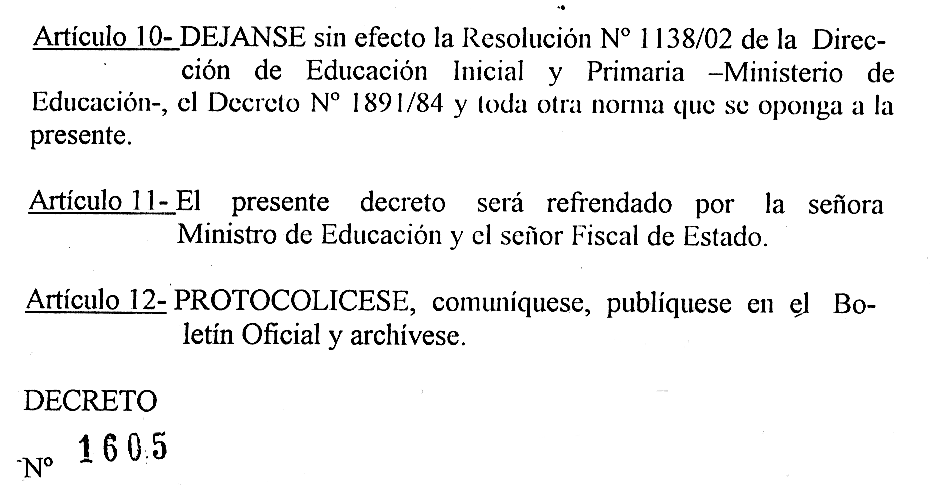 Artículo 10- DEJANSE sin efecto la Resolución Nº 1138/02 de la Direc-
ción de Educación Inicial y Primaria –Ministerio de
Educación-, el Decreto Nº 1891/84 y toda otra norma que se oponga a la
presente.
Artículo 11- El presente decreto será refrendado por la señora
Ministro de Educación y el señor Fiscal de Estado.
Artículo 12- PROTOCOLICESE, comuníquese, publíquese en el Bo-
letín Oficial y archívese.
DECRETO
Nº 1605